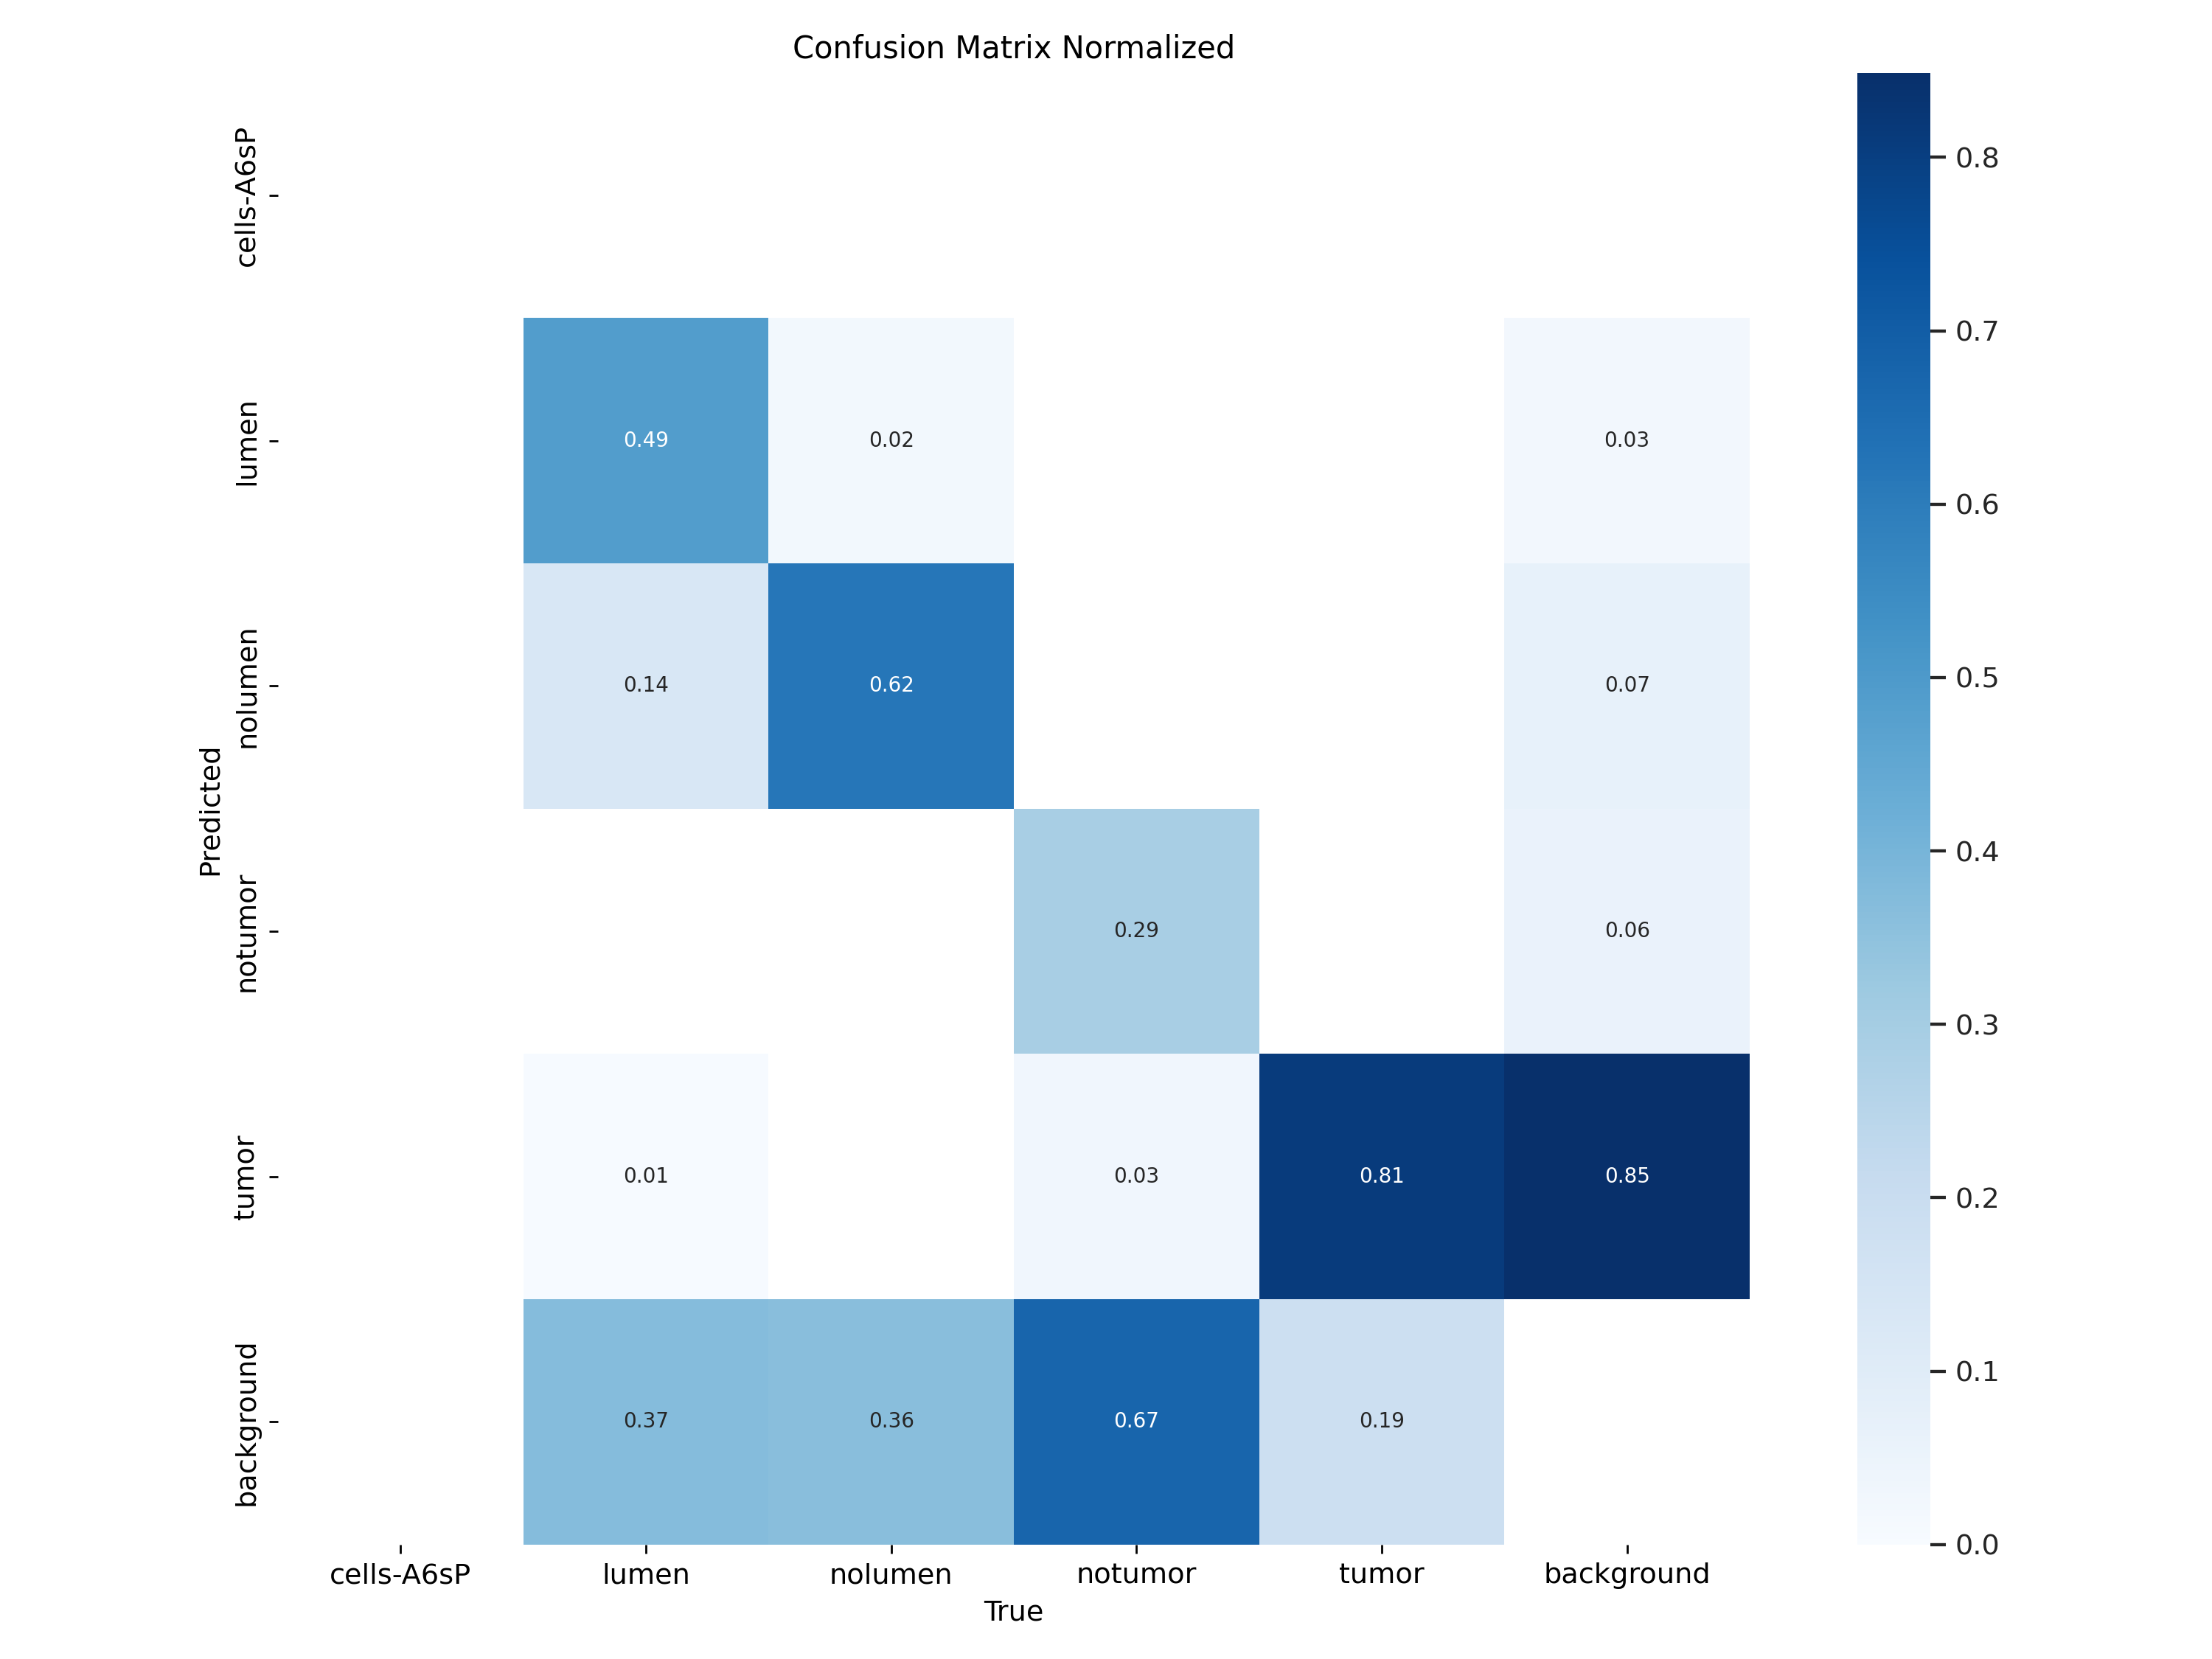 Confusion Matrix Normalized
cells-A6sP
lumen
nolumen
notumor
tumor
background
Predicted
0.49 0.02 0.03
0.14 0.62 0.07
0.29 0.06
0.01 0.03 0.81 0.85
0.37 0.36 0.67 0.19
cells-A6sP lumen nolumen notumor tumor background
True
0.8
0.7
0.6
0.5
0.4
0.3
0.2
0.1
0.0